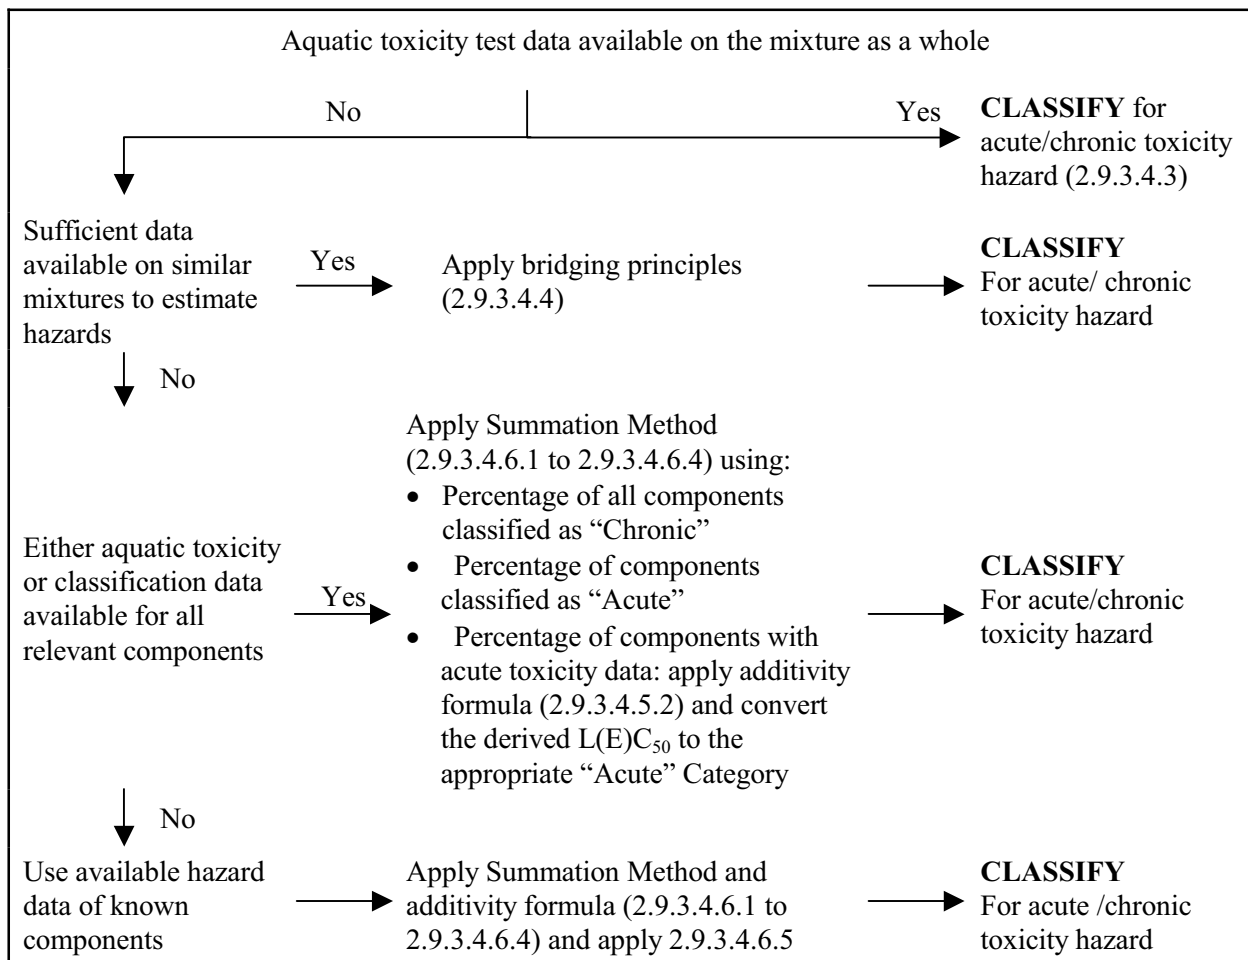 Aquatic toxicity test data available on the mixture as a whole
No
Yes
CLASSIFY for
acute/chronic toxicity
hazard (2.9.3.4.3)
Sufficient data
available on similar
mixtures to estimate
hazards
Yes
Apply bridging principles
(2.9.3.4.4)
CLASSIFY
For acute/ chronic
toxicity hazard
No
Either aquatic toxicity
or classification data
available for all
relevant components
Yes
Apply Summation Method
(2.9.3.4.6.1 to 2.9.3.4.6.4) using:
• Percentage of all components
classified as “Chronic”
• Percentage of components
classified as “Acute”
• Percentage of components with
acute toxicity data: apply additivity
formula (2.9.3.4.5.2) and convert
the derived L(E)C50 to the
appropriate “Acute” Category
CLASSIFY
For acute/chronic
toxicity hazard
No
Use available hazard
data of known
components
Apply Summation Method and
additivity formula (2.9.3.4.6.1 to
2.9.3.4.6.4) and apply 2.9.3.4.6.5
CLASSIFY
For acute /chronic
toxicity hazard